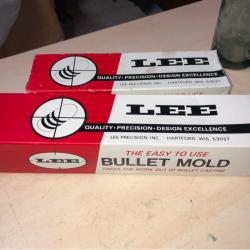 LEE
QUALITY • PRECISION • DESIGN EXCELLENCE
LEE PRECISION INC. HARTFORD, WIS. 53027
LEE
QUALITY • PRECISION • DESIGN EXCELLENCE
LEE PRECISION INC. HARTFORD, WIS. 53027
LEE
THE EASY TO USE
BULLET MOLD
TAKES THE WORK OUT OF BULLET CASTING